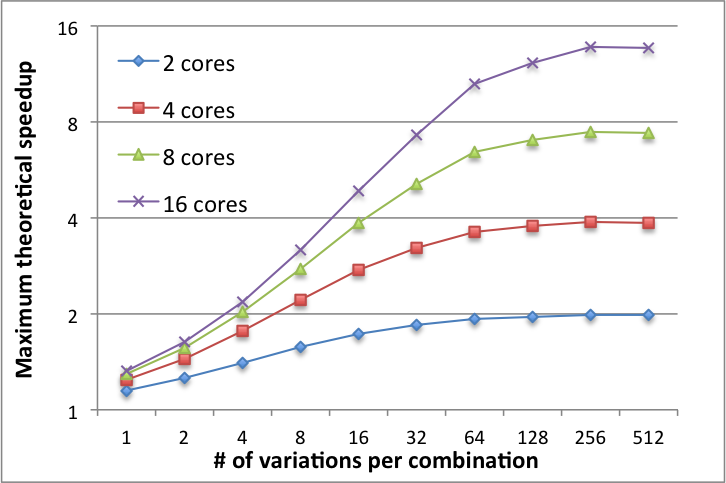 Maximum theoretical speedup
16
8
4
2
1
2 cores
4 cores
8 cores
16 cores
1 2 4 8 16 32 64 128 256 512
# of variations per combination